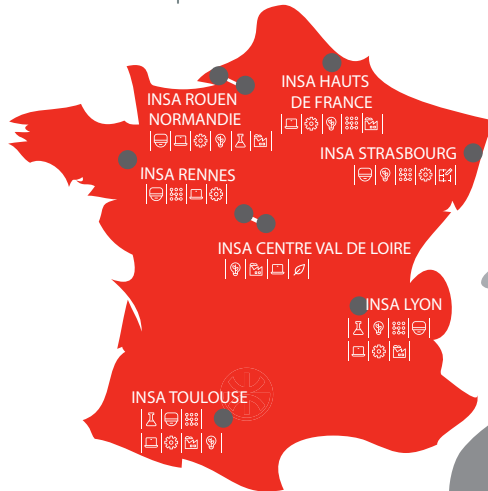 INSA HAUTS
DE FRANCE
INSA ROUEN
NORMANDIE
INSA STRASBOURG
INSA RENNES
INSA CENTRE VAL DE LOIRE
INSA LYON
INSA TOULOUSE